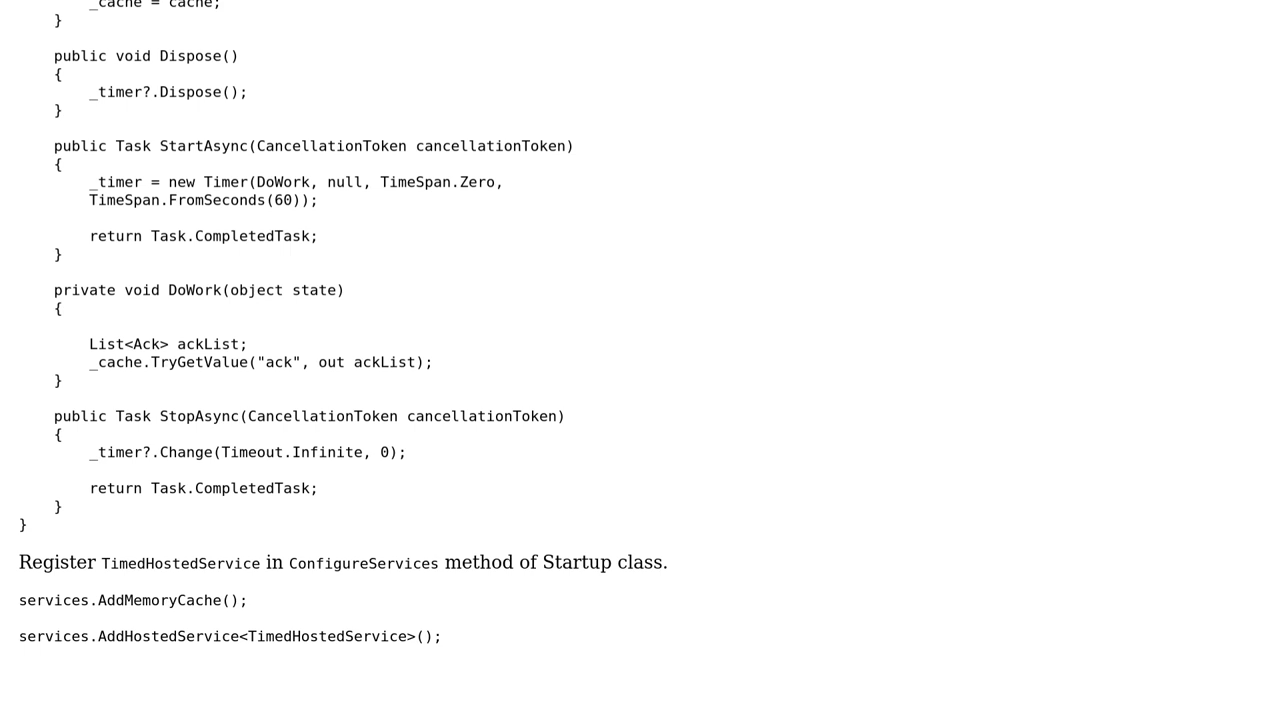 _cache = cache;
    }

    public void Dispose()
    {
        _timer?.Dispose();
    }

    public Task StartAsync(CancellationToken cancellationToken)
    {
        _timer = new Timer(DoWork, null, TimeSpan.Zero,
        TimeSpan.FromSeconds(60));

        return Task.CompletedTask;
    }

    private void DoWork(object state)
    {

        List<Ack> ackList;
        _cache.TryGetValue("ack", out ackList);
    }

    public Task StopAsync(CancellationToken cancellationToken)
    {
        _timer?.Change(Timeout.Infinite, 0);

        return Task.CompletedTask;
    }
}
Register TimedHostedService in ConfigureServices method of Startup class.
services.AddMemoryCache();

services.AddHostedService<TimedHostedService>();